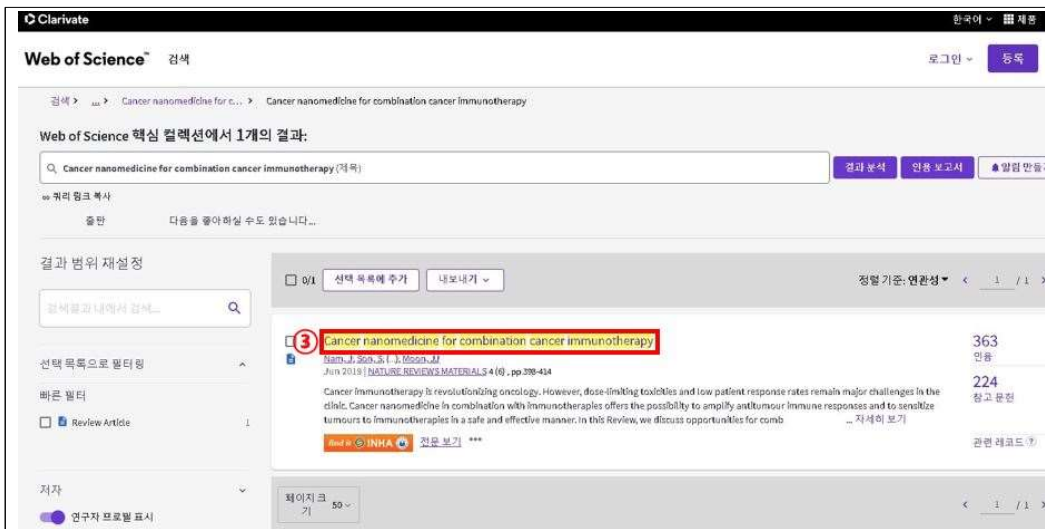 Clarivate
한국어
제품
Web of Science™
검색
로그인
등록
검색 > ... > Cancer nanomedicine for c... > Cancer nanomedicine for combination cancer immunotherapy
Web of Science 핵심 컬렉션에서 1개의 결과:
Cancer nanomedicine for combination cancer immunotherapy (제목)
결과 분석
인용 보고서
알림 만들기
쿼리 링크 복사
출판
다음을 좋아하실 수도 있습니다...
결과 범위 재설정
0/1
선택 목록에 추가
내보내기
정렬 기준: 연관성
< 1 / 1 >
검색결과 내에서 검색...
③
Cancer nanomedicine for combination cancer immunotherapy
363
인용
Nam, J; Son, S; (...); Moon, JJ
Jun 2019 | NATURE REVIEWS MATERIALS 4 (6), pp.398-414
224
참고 문헌
선택 목록으로 필터링
Cancer immunotherapy is revolutionizing oncology. However, dose-limiting toxicities and low patient response rates remain major challenges in the
clinic. Cancer nanomedicine in combination with immunotherapies offers the possibility to amplify antitumour immune responses and to sensitize
tumours to immunotherapies in a safe and effective manner. In this Review, we discuss opportunities for comb
... 자세히 보기
빠른 필터
Review Article
1
Find it @ INHA
전문 보기
***
관련 레코드 ?
저자
연구자 프로필 표시
페이지 크
기
50
< 1 / 1 >